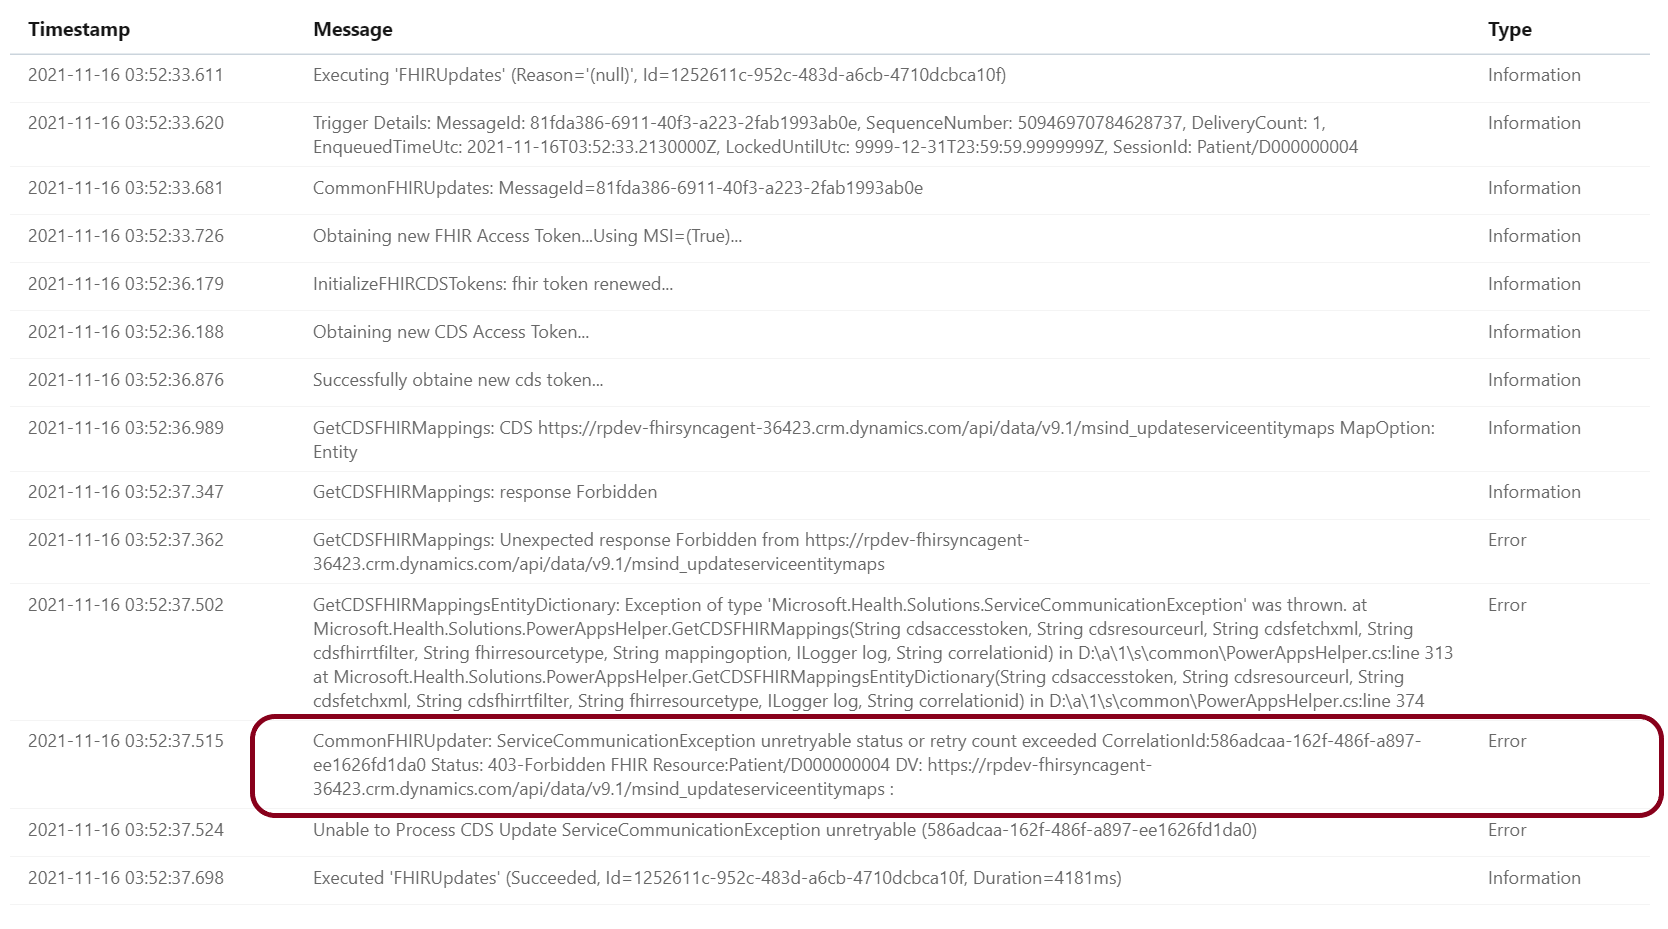 Timestamp Message Type
2021-11-16 03:52:33.611 Executing 'FHIRUpdates' (Reason='(null)', Id=1252611c-952c-483d-a6cb-4710dcbca10f) Information
2021-11-16 03:52:33.620 Trigger Details: MessageId: 81fda386-6911-40f3-a223-2fab1993ab0e, SequenceNumber: 50946970784628737, DeliveryCount: 1, Information
EnqueuedTimeUtc: 2021-11-16T03:52:33.2130000Z, LockedUntilUtc: 9999-12-31T23:59:59.9999999Z, SessionId: Patient/D000000004
2021-11-16 03:52:33.681 CommonFHIRUpdates: MessageId=81fda386-6911-40f3-a223-2fab1993ab0e Information
2021-11-16 03:52:33.726 Obtaining new FHIR Access Token...Using MSI=(True)... Information
2021-11-16 03:52:36.179 InitializeFHIRCDSTokens: fhir token renewed... Information
2021-11-16 03:52:36.188 Obtaining new CDS Access Token... Information
2021-11-16 03:52:36.876 Successfully obtaine new cds token... Information
2021-11-16 03:52:36.989 GetCDSFHIRMappings: CDS https://rpdev-fhirsyncagent-36423.crm.dynamics.com/api/data/v9.1/msind_updateserviceentitymaps MapOption: Information
Entity
2021-11-16 03:52:37.347 GetCDSFHIRMappings: response Forbidden Information
2021-11-16 03:52:37.362 GetCDSFHIRMappings: Unexpected response Forbidden from https://rpdev-fhirsyncagent- Error
36423.crm.dynamics.com/api/data/v9.1/msind_updateserviceentitymaps
2021-11-16 03:52:37.502 GetCDSFHIRMappingsEntityDictionary: Exception of type 'Microsoft.Health.Solutions.ServiceCommunicationException' was thrown. at Error
Microsoft.Health.Solutions.PowerAppsHelper.GetCDSFHIRMappings(String cdsaccesstoken, String cdsresourceurl, String cdsfetchxml, String
cdsfhirrtfilter, String fhirresourcetype, String mappingoption, ILogger log, String correlationid) in D:\a\1\s\common\PowerAppsHelper.cs:line 313
at Microsoft.Health.Solutions.PowerAppsHelper.GetCDSFHIRMappingsEntityDictionary(String cdsaccesstoken, String cdsresourceurl, String
cdsfetchxml, String cdsfhirrtfilter, String fhirresourcetype, ILogger log, String correlationid) in D:\a\1\s\common\PowerAppsHelper.cs:line 374
2021-11-16 03:52:37.515 CommonFHIRUpdater: ServiceCommunicationException unretryable status or retry count exceeded CorrelationId:586adcaa-162f-486f-a897- Error
ee1626fd1da0 Status: 403-Forbidden FHIR Resource:Patient/D000000004 DV: https://rpdev-fhirsyncagent-
36423.crm.dynamics.com/api/data/v9.1/msind_updateserviceentitymaps :
2021-11-16 03:52:37.524 Unable to Process CDS Update ServiceCommunicationException unretryable (586adcaa-162f-486f-a897-ee1626fd1da0) Error
2021-11-16 03:52:37.698 Executed 'FHIRUpdates' (Succeeded, Id=1252611c-952c-483d-a6cb-4710dcbca10f, Duration=4181ms) Information